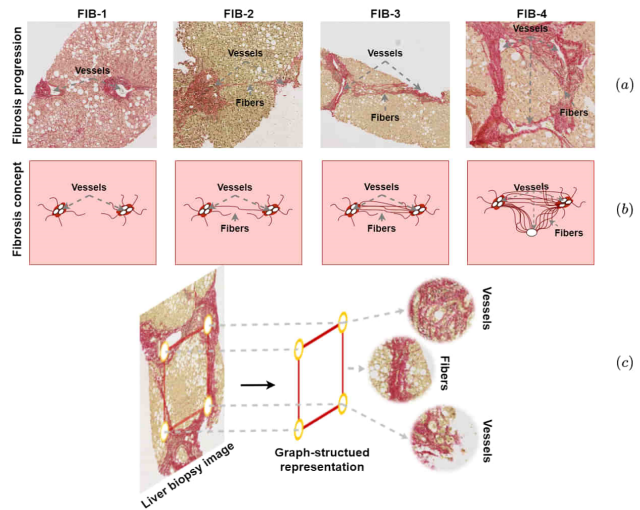 FIB-1 FIB-2 FIB-3 FIB-4
Fibrosis progression
Vessels
Vessels
Fibers
Vessels
Fibers
Vessels
Fibers
(a)
Fibrosis concept
Vessels
Vessels
Fibers
Vessels
Fibers
Vessels
Fibers
(b)
Vessels
Fibers
Vessels
(c)
Liver biopsy image
Graph-structued
representation